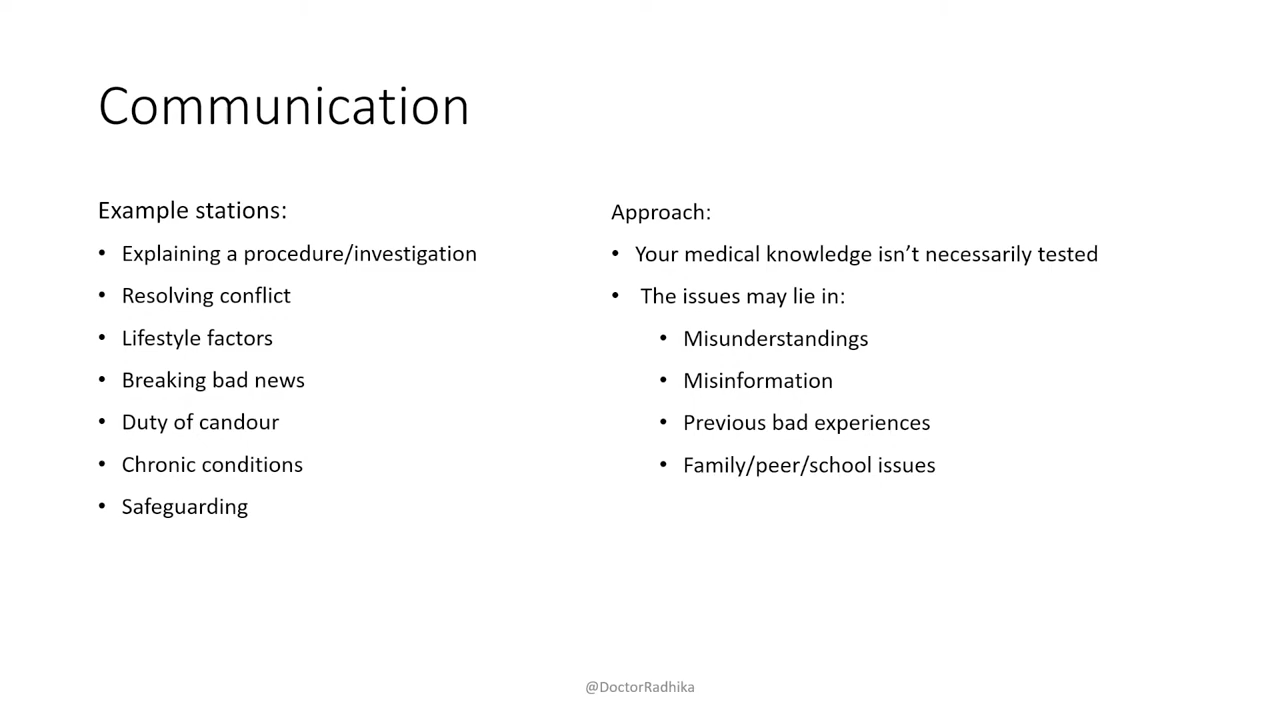 Communication
Example stations:
• Explaining a procedure/investigation
• Resolving conflict
• Lifestyle factors
• Breaking bad news
• Duty of candour
• Chronic conditions
• Safeguarding
Approach:
• Your medical knowledge isn’t necessarily tested
• The issues may lie in:
• Misunderstandings
• Misinformation
• Previous bad experiences
• Family/peer/school issues
@DoctorRadhika